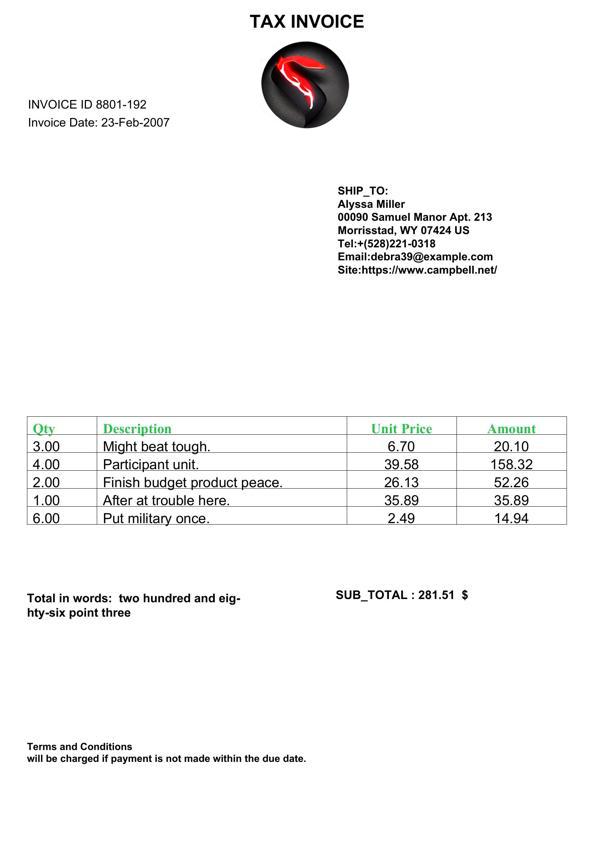 TAX INVOICE
INVOICE ID 8801-192
Invoice Date: 23-Feb-2007
SHIP_TO:
Alyssa Miller
00090 Samuel Manor Apt. 213
Morrisstad, WY 07424 US
Tel:+(528)221-0318
Email:debra39@example.com
Site:https://www.campbell.net/
Qty Description Unit Price Amount
3.00 Might beat tough. 6.70 20.10
4.00 Participant unit. 39.58 158.32
2.00 Finish budget product peace. 26.13 52.26
1.00 After at trouble here. 35.89 35.89
6.00 Put military once. 2.49 14.94
Total in words: two hundred and eig-
hty-six point three
SUB_TOTAL : 281.51 $
Terms and Conditions
will be charged if payment is not made within the due date.